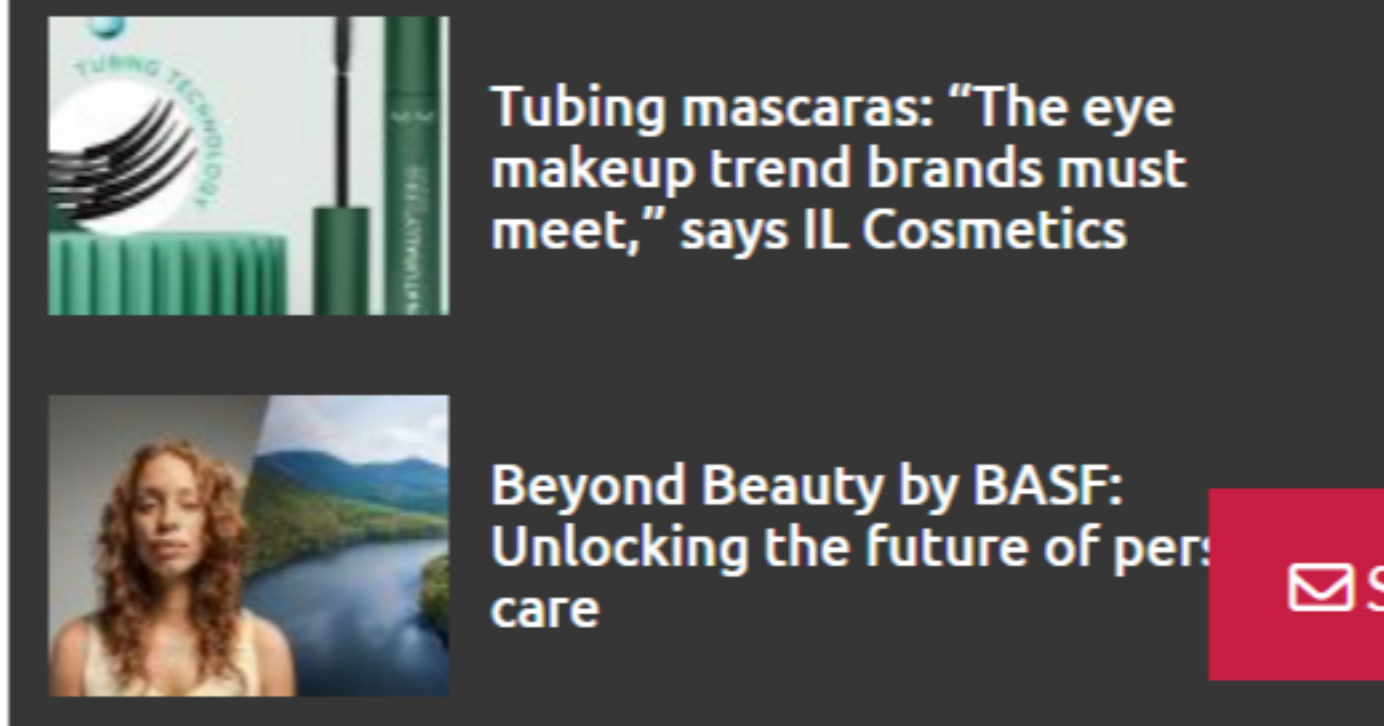 TUBING TECHNOLOGY
Tubing mascaras: “The eye
makeup trend brands must
meet,” says IL Cosmetics
Beyond Beauty by BASF:
Unlocking the future of pers
care
S